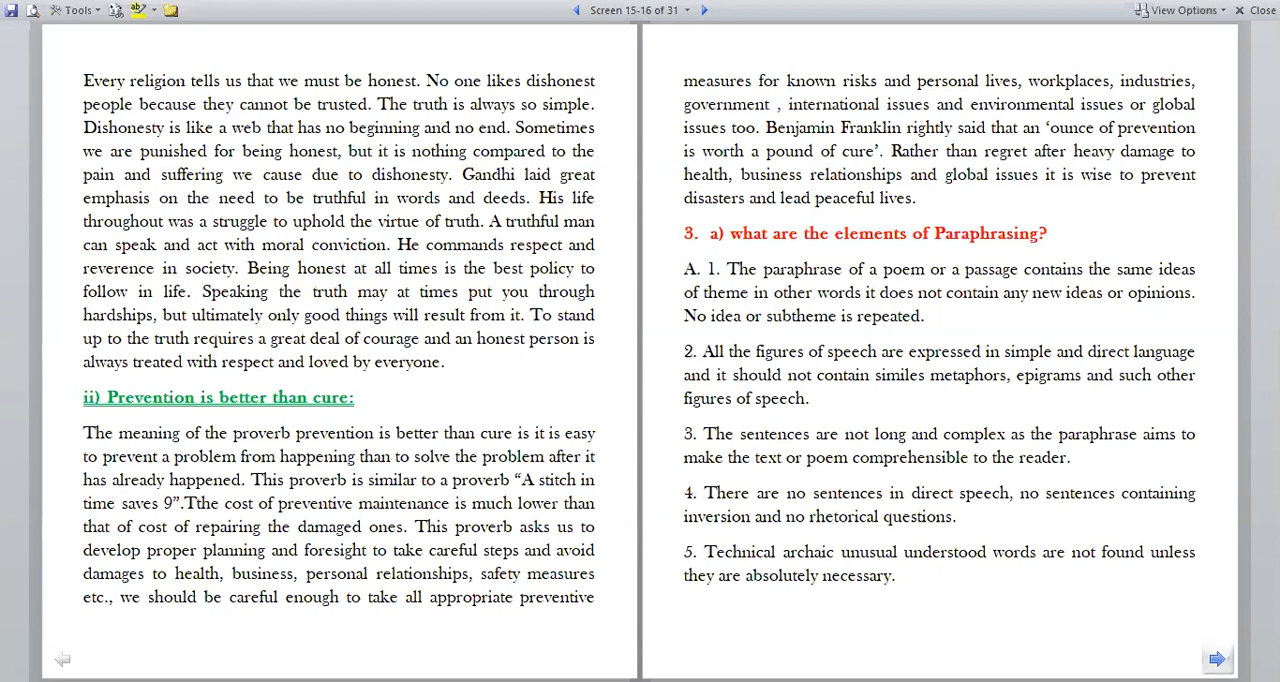 Tools
Screen 15-16 of 31
View Options
Close
Every religion tells us that we must be honest. No one likes dishonest
people because they cannot be trusted. The truth is always so simple.
Dishonesty is like a web that has no beginning and no end. Sometimes
we are punished for being honest, but it is nothing compared to the
pain and suffering we cause due to dishonesty. Gandhi laid great
emphasis on the need to be truthful in words and deeds. His life
throughout was a struggle to uphold the virtue of truth. A truthful man
can speak and act with moral conviction. He commands respect and
reverence in society. Being honest at all times is the best policy to
follow in life. Speaking the truth may at times put you through
hardships, but ultimately only good things will result from it. To stand
up to the truth requires a great deal of courage and an honest person is
always treated with respect and loved by everyone.
ii) Prevention is better than cure:
The meaning of the proverb prevention is better than cure is it is easy
to prevent a problem from happening than to solve the problem after it
has already happened. This proverb is similar to a proverb “A stitch in
time saves 9”.Tthe cost of preventive maintenance is much lower than
that of cost of repairing the damaged ones. This proverb asks us to
develop proper planning and foresight to take careful steps and avoid
damages to health, business, personal relationships, safety measures
etc., we should be careful enough to take all appropriate preventive
measures for known risks and personal lives, workplaces, industries,
government , international issues and environmental issues or global
issues too. Benjamin Franklin rightly said that an ‘ounce of prevention
is worth a pound of cure’. Rather than regret after heavy damage to
health, business relationships and global issues it is wise to prevent
disasters and lead peaceful lives.
3. a) what are the elements of Paraphrasing?
A. 1. The paraphrase of a poem or a passage contains the same ideas
of theme in other words it does not contain any new ideas or opinions.
No idea or subtheme is repeated.
2. All the figures of speech are expressed in simple and direct language
and it should not contain similes metaphors, epigrams and such other
figures of speech.
3. The sentences are not long and complex as the paraphrase aims to
make the text or poem comprehensible to the reader.
4. There are no sentences in direct speech, no sentences containing
inversion and no rhetorical questions.
5. Technical archaic unusual understood words are not found unless
they are absolutely necessary.